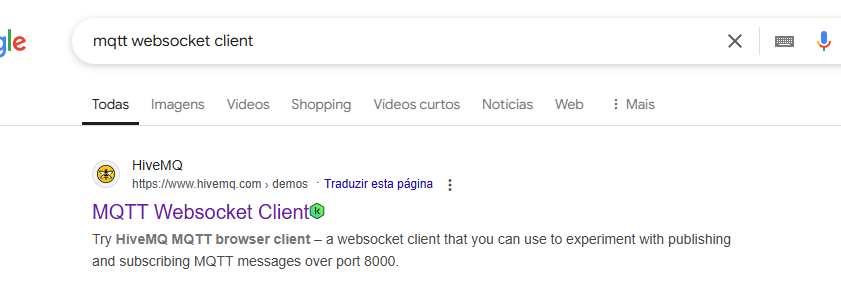 gle
mqtt websocket client
Todas Imagens Vídeos Shopping Vídeos curtos Notícias Web Mais
HiveMQ
https://www.hivemq.com › demos · Traduzir esta página
MQTT Websocket Client
Try HiveMQ MQTT browser client – a websocket client that you can use to experiment with publishing
and subscribing MQTT messages over port 8000.